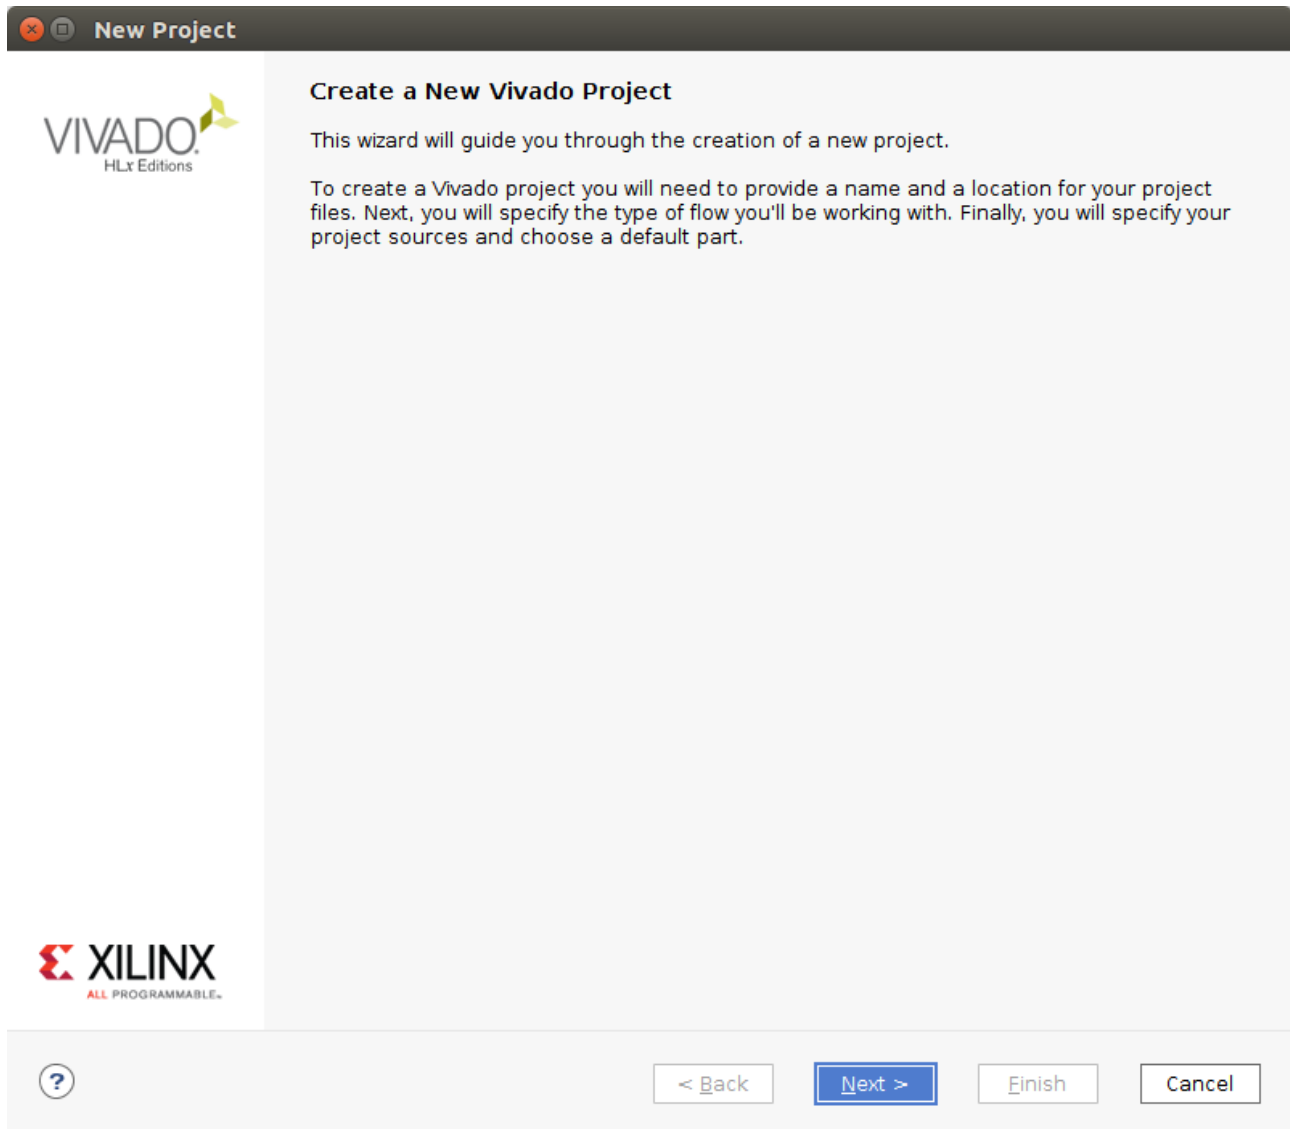 New Project
VIVADO.
HLx Editions
Create a New Vivado Project
This wizard will guide you through the creation of a new project.
To create a Vivado project you will need to provide a name and a location for your project
files. Next, you will specify the type of flow you'll be working with. Finally, you will specify your
project sources and choose a default part.
XILINX
ALL PROGRAMMABLE™
?
< Back
Next >
Finish
Cancel